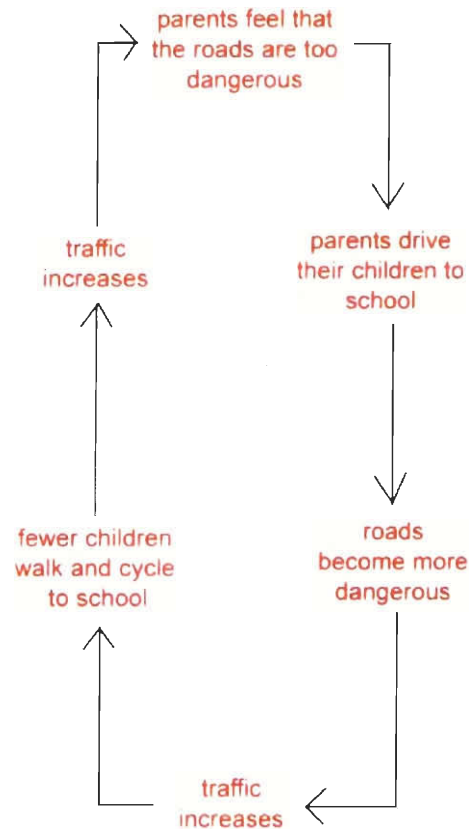 parents feel that
the roads are too
dangerous
parents drive
their children to
school
roads
become more
dangerous
traffic
increases
fewer children
walk and cycle
to school
traffic
increases